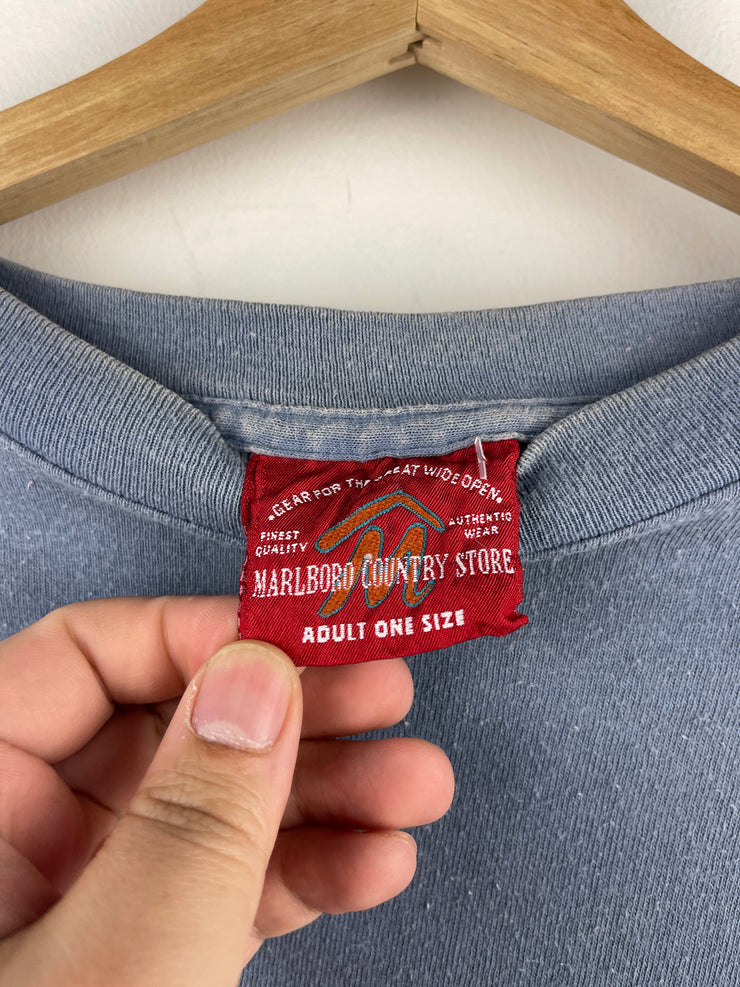 •GEAR FOR THE GREAT WIDE OPEN•
FINEST QUALITY
AUTHENTIC WEAR
M
MARLBORO COUNTRY STORE
ADULT ONE SIZE